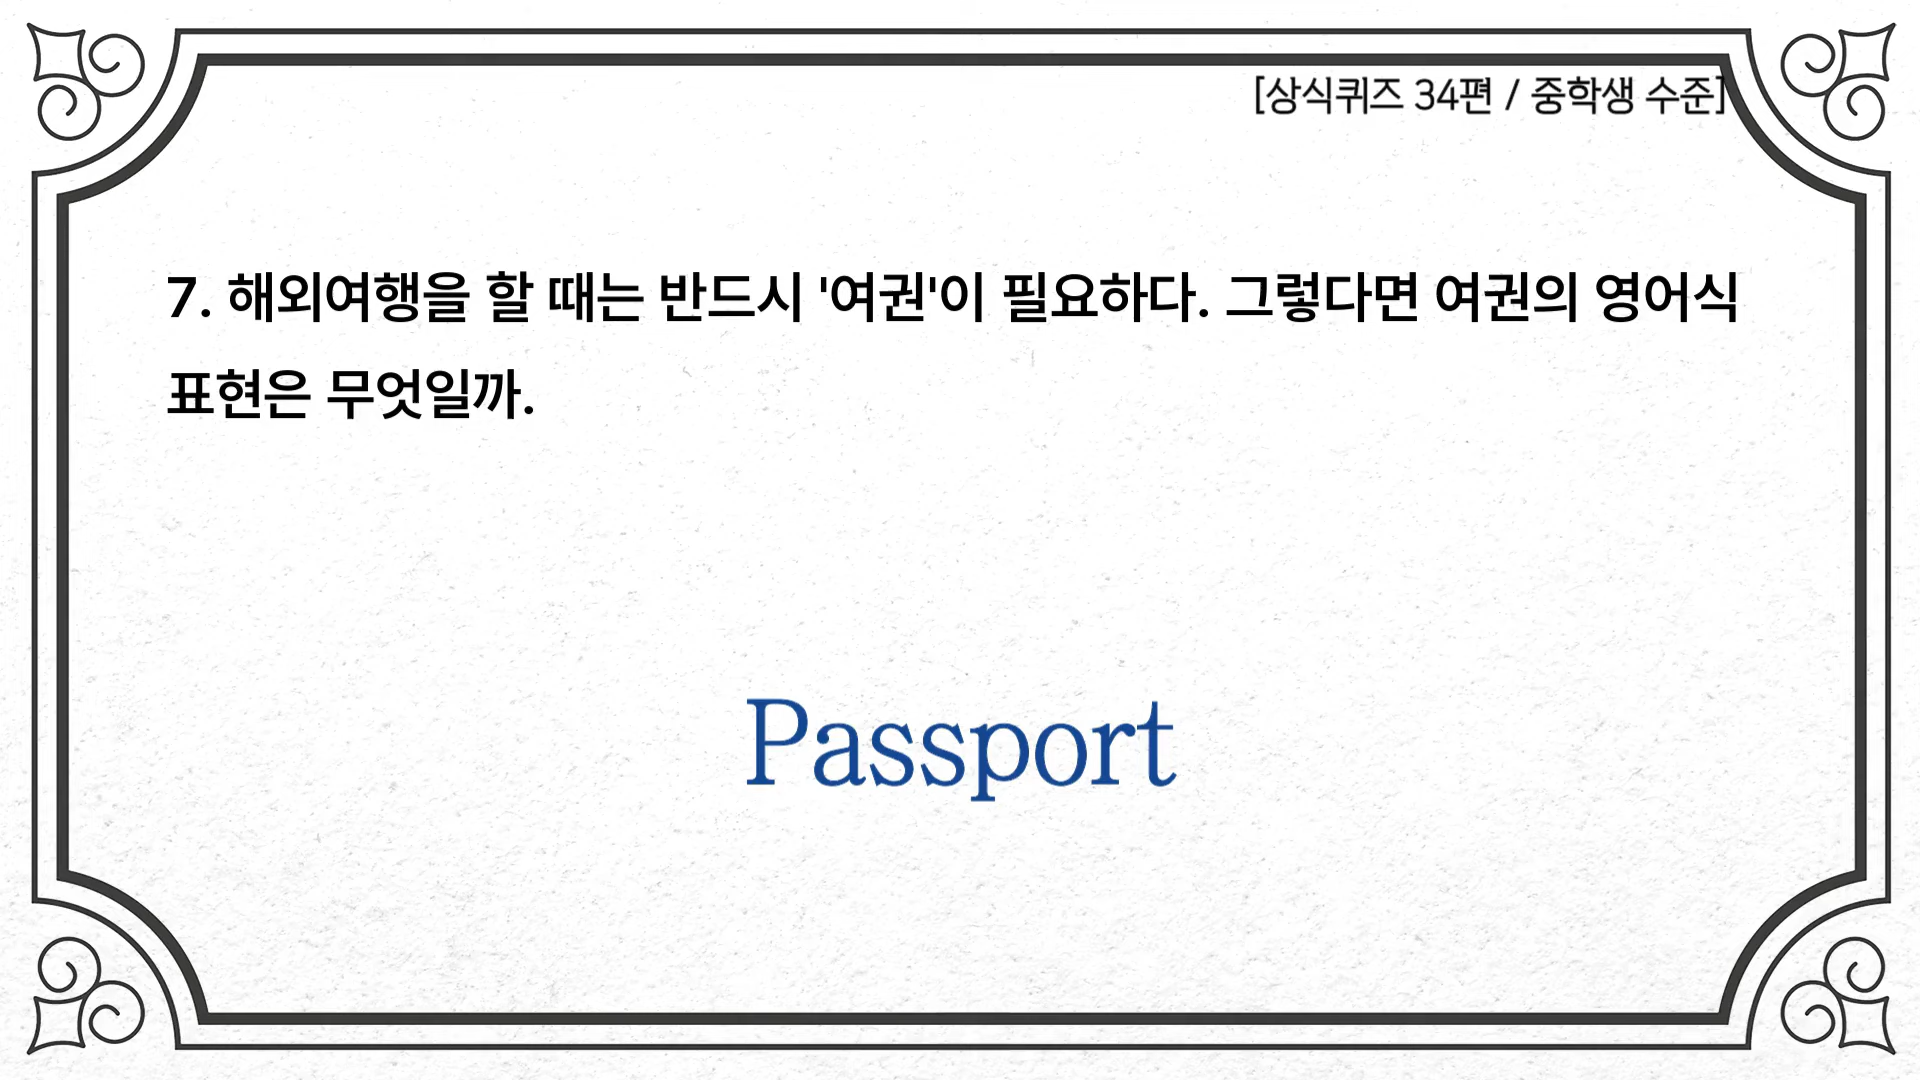 [상식퀴즈 34편 / 중학생 수준]
7. 해외여행을 할 때는 반드시 '여권'이 필요하다. 그렇다면 여권의 영어식
표현은 무엇일까.
Passport